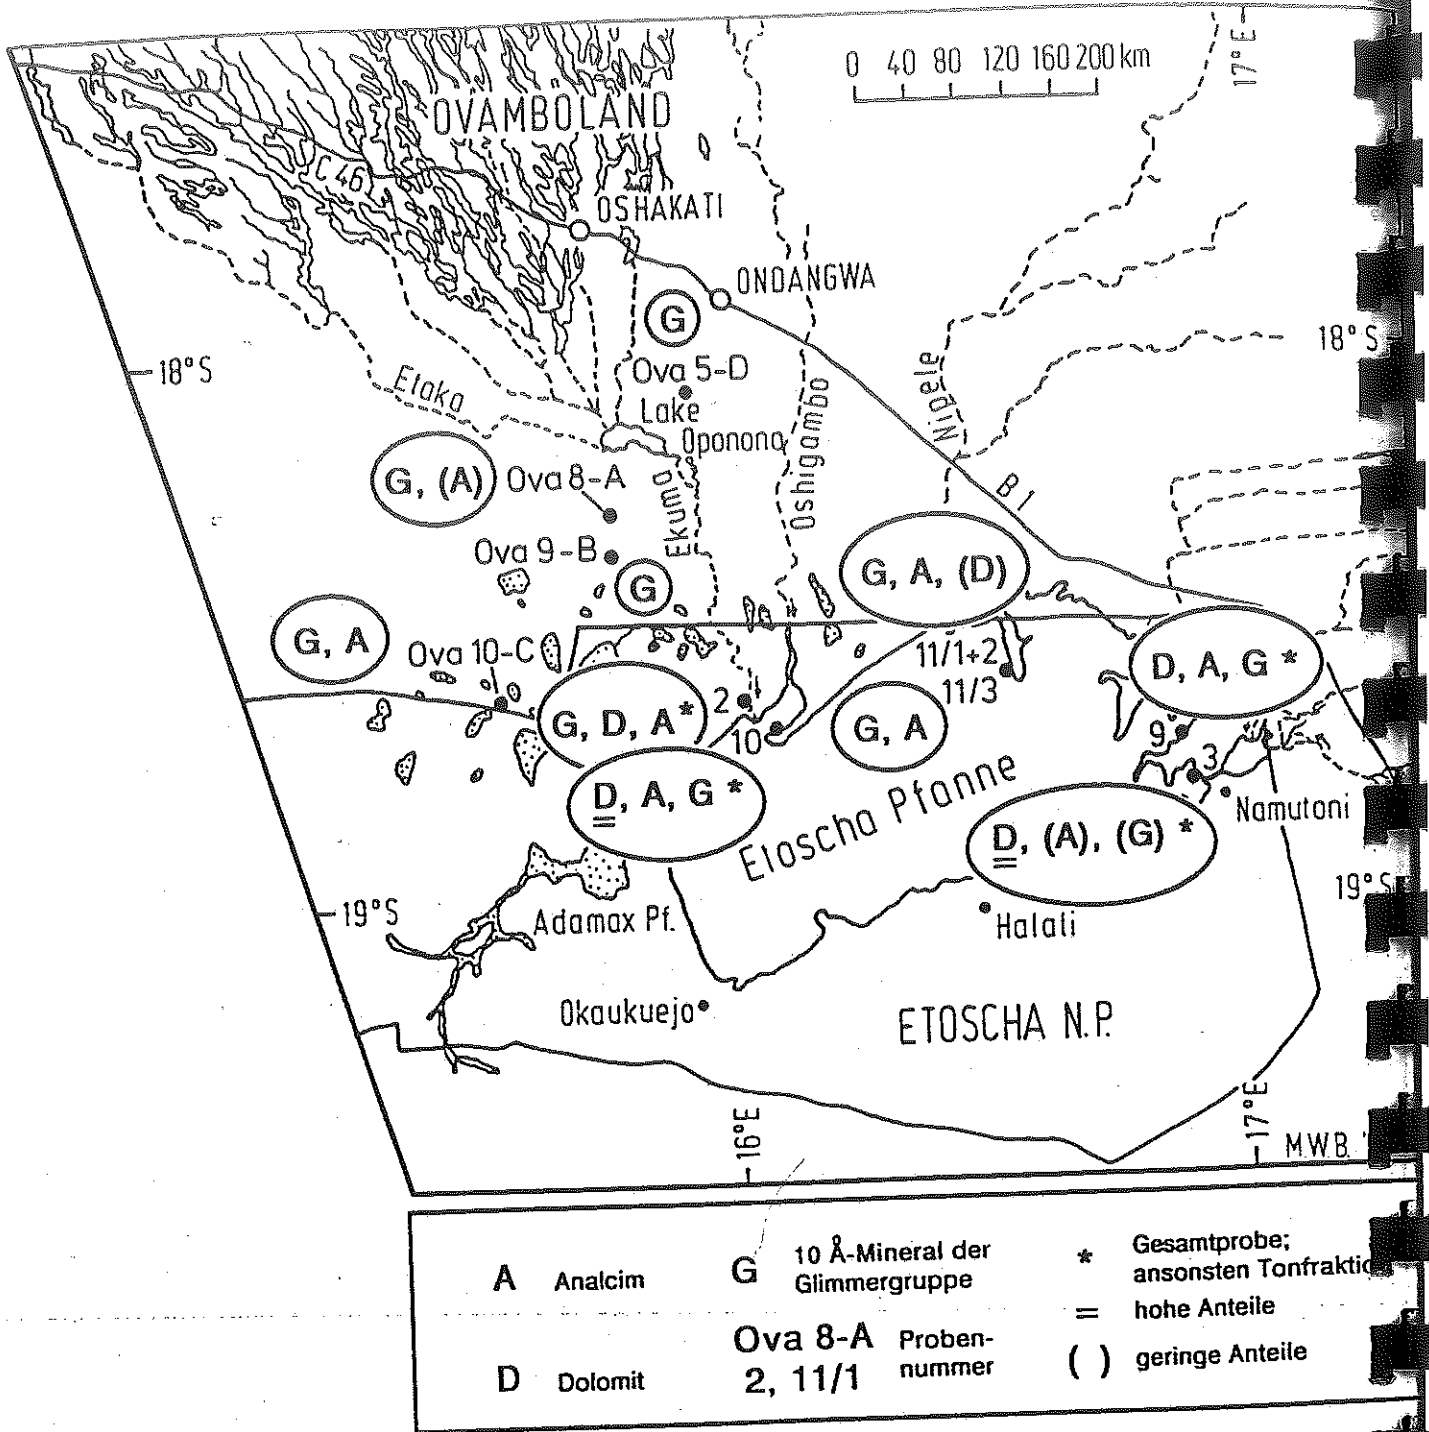 0 40 80 120 160 200 km
17°E
OVAMBOLAND
C 46
OSHAKATI
ONDANGWA
G
18°S
18°S
Ova 5-D
Etaka
Lake
Oponono
Oshigambo
Nipele
B 1
G, (A)
Ova 8-A
Ekuma
Ova 9-B
G
G, A, (D)
G, A
Ova 10-C
11/1+2
11/3
D, A, G *
G, D, A*
2
10
G, A
9
3
D, A, G *
Etoscha Pfanne
Namutoni
D, (A), (G) *
19°S
19°S
Adamax Pf.
Halali
Okaukuejo
ETOSCHA N.P.
16°E
17°E
M.W.B.
A Analcim
G 10 Å-Mineral der
Glimmergruppe
* Gesamtprobe;
ansonsten Tonfraktio
= hohe Anteile
D Dolomit
Ova 8-A Proben-
2, 11/1 nummer
( ) geringe Anteile